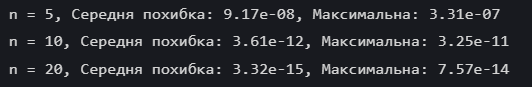 n = 5, Середня похибка: 9.17e-08, Максимальна: 3.31e-07
n = 10, Середня похибка: 3.61e-12, Максимальна: 3.25e-11
n = 20, Середня похибка: 3.32e-15, Максимальна: 7.57e-14